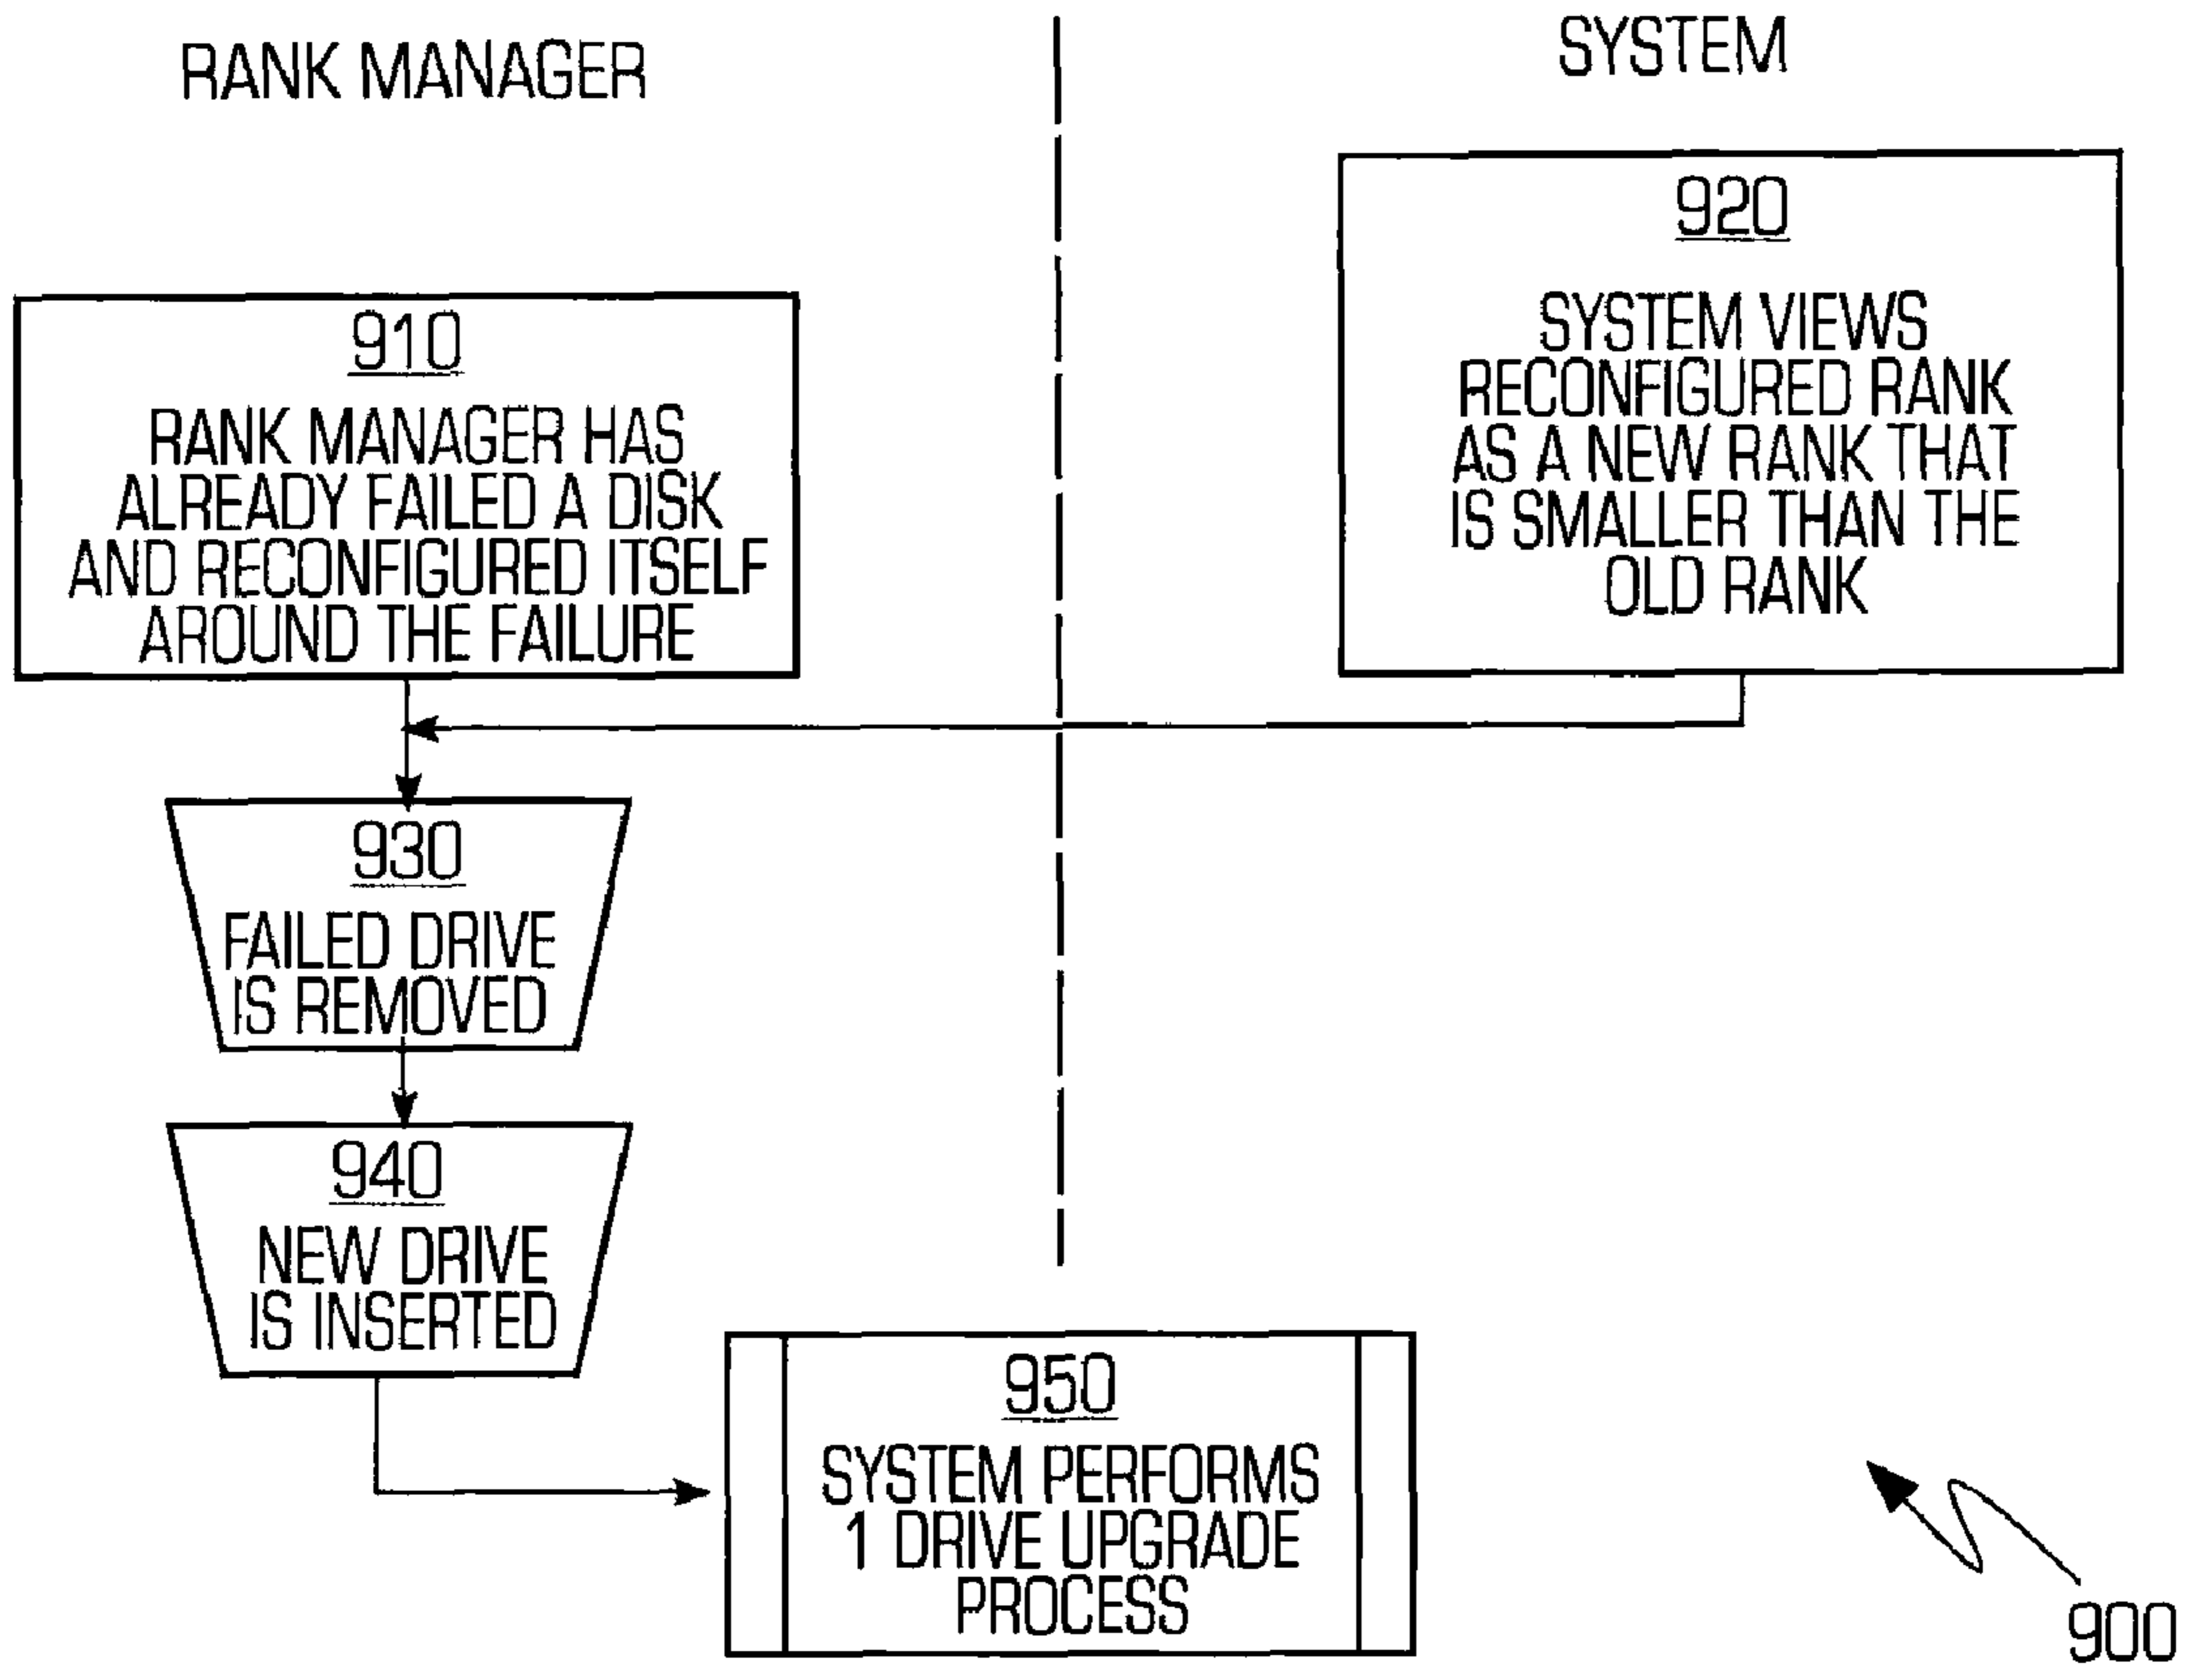 RANK MANAGER
SYSTEM
910
RANK MANAGER HAS
ALREADY FAILED A DISK
AND RECONFIGURED ITSELF
AROUND THE FAILURE
920
SYSTEM VIEWS
RECONFIGURED RANK
AS A NEW RANK THAT
IS SMALLER THAN THE
OLD RANK
930
FAILED DRIVE
IS REMOVED
940
NEW DRIVE
IS INSERTED
950
SYSTEM PERFORMS
1 DRIVE UPGRADE
PROCESS
900